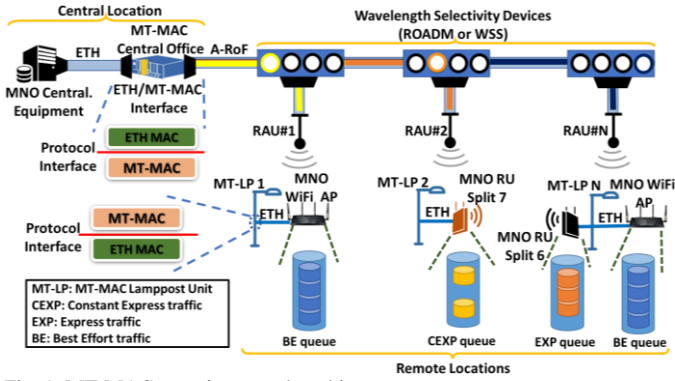 Central Location
MT-MAC
Central Office
ETH
A-RoF
MNO Central.
Equipment
ETH/MT-MAC
Interface
Wavelength Selectivity Devices
(ROADM or WSS)
RAU#1
RAU#2
RAU#N
Protocol
Interface
ETH MAC
MT-MAC
MT-LP 1
MNO
WiFi AP
ETH
MT-LP 2
MNO RU
Split 7
ETH
MT-LP N
MNO WiFi
AP
ETH
MNO RU
Split 6
Protocol
Interface
MT-MAC
ETH MAC
MT-LP: MT-MAC Lamppost Unit
CEXP: Constant Express traffic
EXP: Express traffic
BE: Best Effort traffic
BE queue
CEXP queue
EXP queue
BE queue
Remote Locations